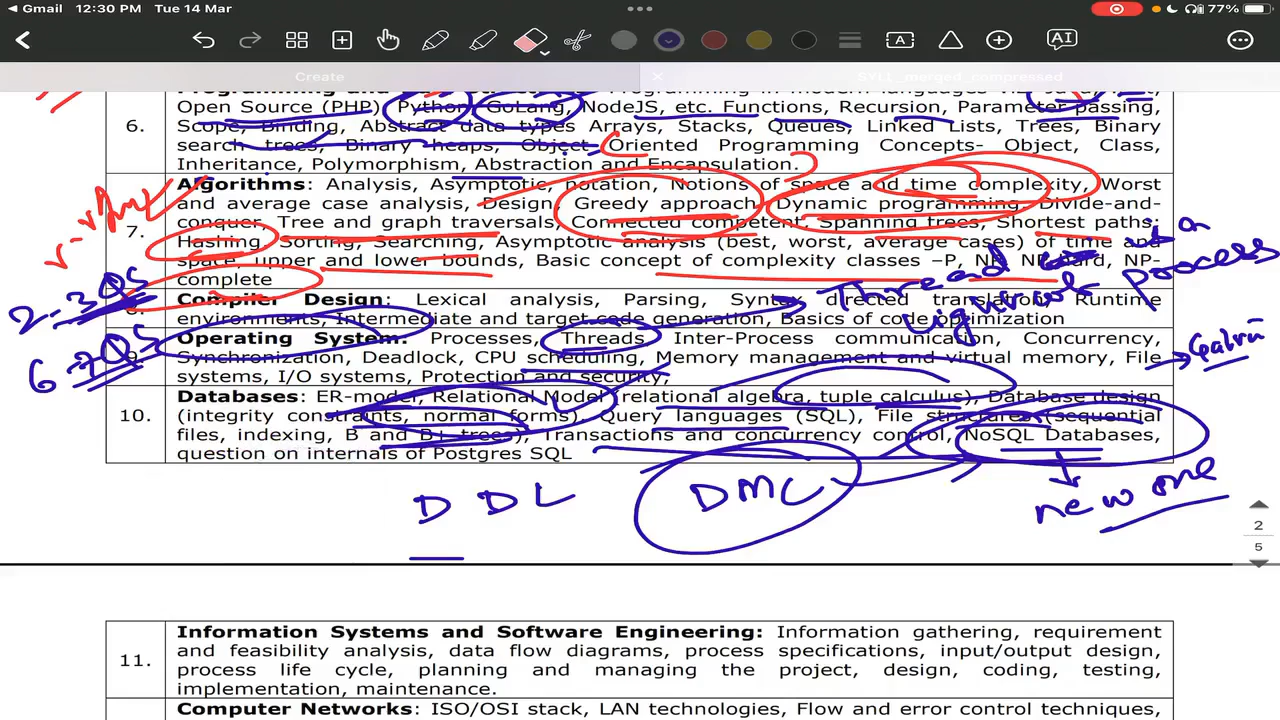 Gmail 12:30 PM Tue 14 Mar 77%
AI
Create
SYLL_merged_compressed
Open Source (PHP), Python, GoLang, NodeJS, etc. Functions, Recursion, Parameter passing,
6. Scope, Binding, Abstract data types Arrays, Stacks, Queues, Linked Lists, Trees, Binary
search trees, Binary heaps, Object Oriented Programming Concepts- Object, Class,
Inheritance, Polymorphism, Abstraction and Encapsulation
Algorithms: Analysis, Asymptotic, notation, Notions of space and time complexity, Worst
and average case analysis, Design, Greedy approach, Dynamic programming, Divide-and-
conquer, Tree and graph traversals, Connected competent, Spanning trees, Shortest paths;
7. Hashing, Sorting, Searching, Asymptotic analysis (best, worst, average cases) of time and
space, upper and lower bounds, Basic concept of complexity classes –P, NP, NP-hard, NP-
complete
8. Compiler Design: Lexical analysis, Parsing, Syntax directed translation, Runtime
environments, Intermediate and target code generation, Basics of code optimization
Operating System: Processes, Threads, Inter-Process communication, Concurrency,
9. Synchronization, Deadlock, CPU scheduling, Memory management and virtual memory, File
systems, I/O systems, Protection and security,
Databases: ER-model, Relational Model (relational algebra, tuple calculus), Database design
10. (integrity constraints, normal forms), Query languages (SQL), File structures (sequential
files, indexing, B and B+ trees), Transactions and concurrency control, NoSQL Databases,
question on internals of Postgres SQL
2-3QS
6-7QS
Thread
process
Galvin
DDL
DML
new one
2
5
Information Systems and Software Engineering: Information gathering, requirement
11. and feasibility analysis, data flow diagrams, process specifications, input/output design,
process life cycle, planning and managing the project, design, coding, testing,
implementation, maintenance.
Computer Networks: ISO/OSI stack, LAN technologies, Flow and error control techniques,